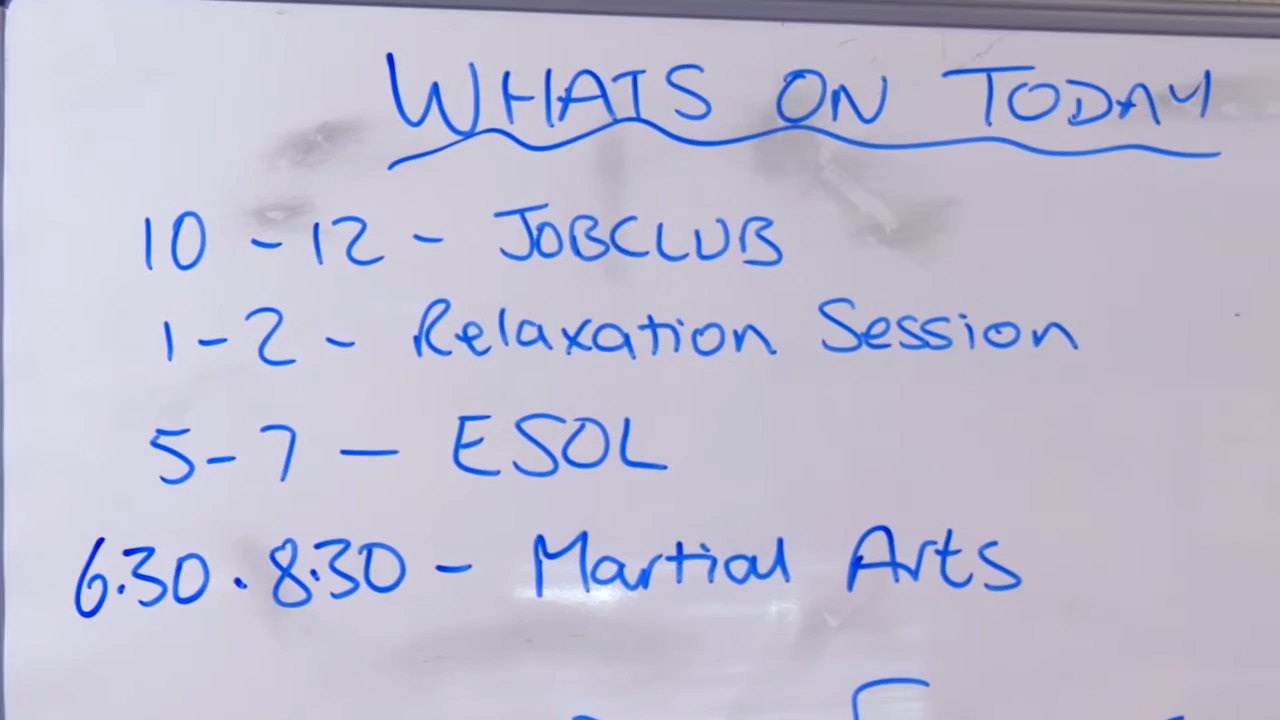 WHATS ON TODAY
10 - 12 - JOBCLUB
1 - 2 - Relaxation Session
5 - 7 - ESOL
6.30 . 8.30 - Martial Arts